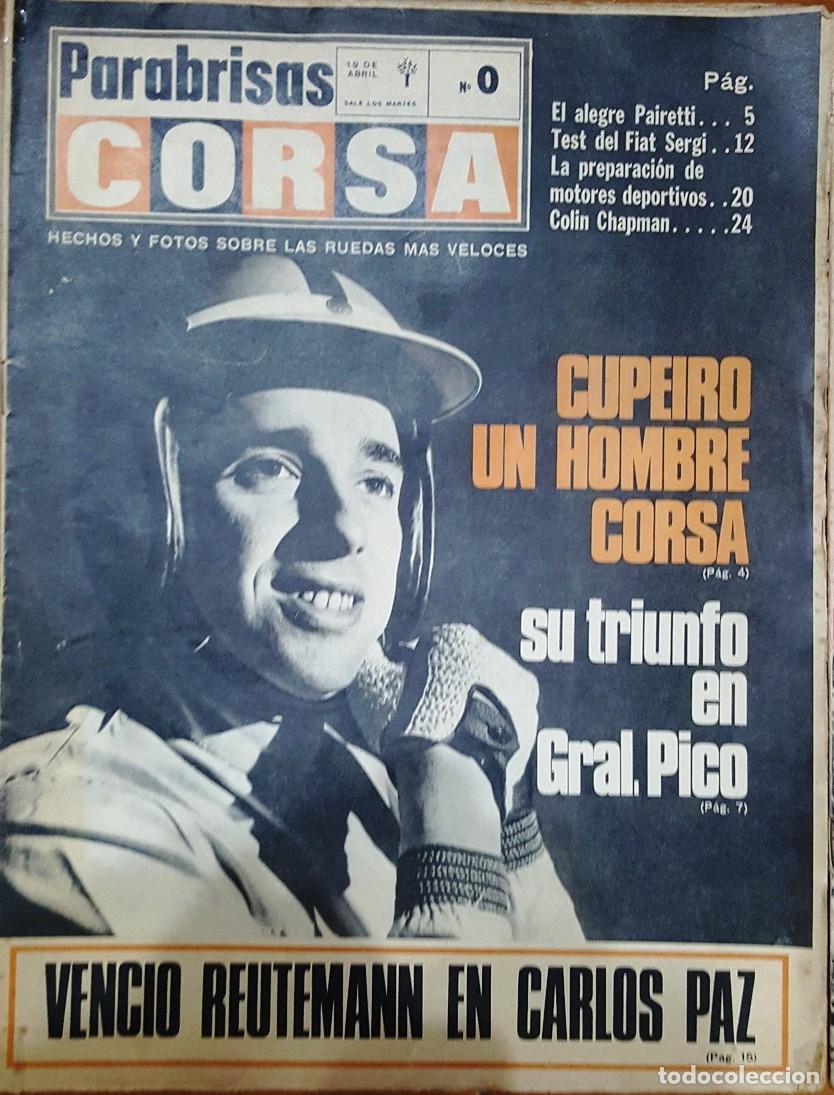 Parabrisas
19 DE
ABRIL
SALE LOS MARTES
Nº 0
CORSA
HECHOS Y FOTOS SOBRE LAS RUEDAS MAS VELOCES
Pág.
El alegre Pairetti... 5
Test del Fiat Sergi..12
La preparación de
motores deportivos..20
Colin Chapman.....24
CUPEIRO
UN HOMBRE
CORSA
(Pág. 4)
su triunfo
en
Gral. Pico
(Pág. 7)
VENCIO REUTEMANN EN CARLOS PAZ
(Pag. 15)
todocoleccion